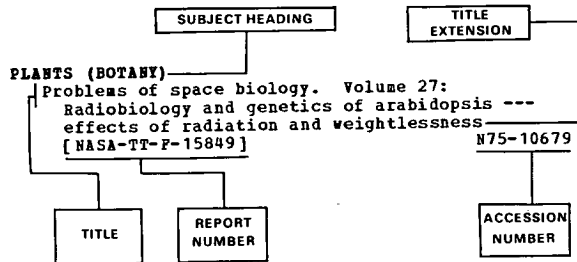 SUBJECT HEADING
TITLE
EXTENSION
PLANTS (BOTANY)
Problems of space biology. Volume 27:
Radiobiology and genetics of arabidopsis ---
effects of radiation and weightlessness
[NASA-TT-F-15849]
N75-10679
TITLE
REPORT
NUMBER
ACCESSION
NUMBER